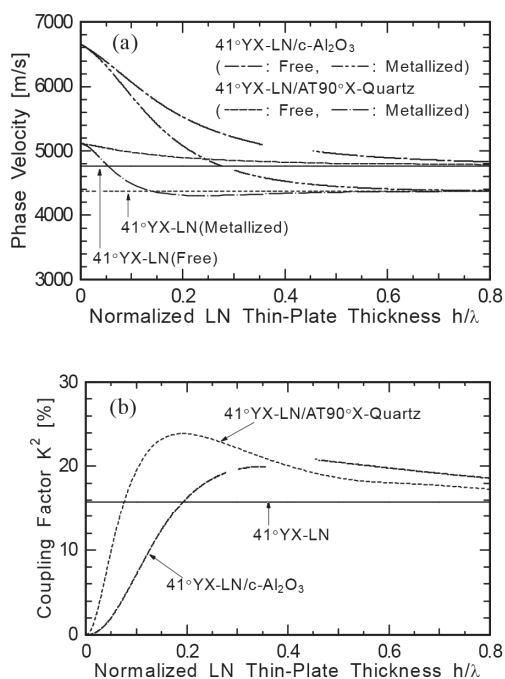 7000
6000
5000
4000
3000
Phase Velocity [m/s]
(a)
41°YX-LN/c-Al₂O₃
( : Free, : Metallized)
41°YX-LN/AT90°X-Quartz
( : Free, : Metallized)
41°YX-LN(Metallized)
41°YX-LN(Free)
0 0.2 0.4 0.6 0.8
Normalized LN Thin-Plate Thickness h/λ
30
20
10
0
Coupling Factor K² [%]
(b)
41°YX-LN/AT90°X-Quartz
41°YX-LN
41°YX-LN/c-Al₂O₃
0 0.2 0.4 0.6 0.8
Normalized LN Thin-Plate Thickness h/λ